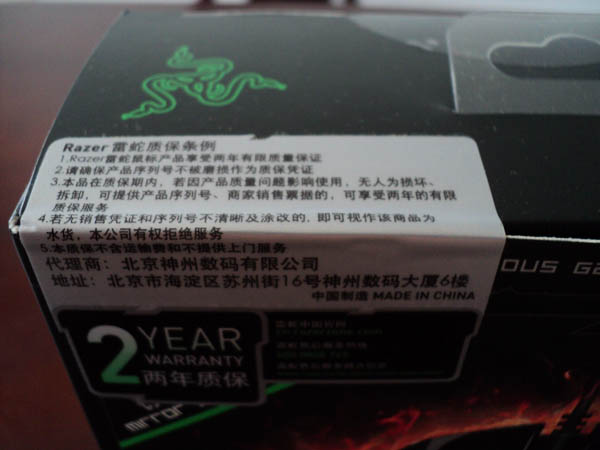 Razer 雷蛇质保条例
1.Razer雷蛇鼠标产品享受两年有限质量保证
2.请确保产品序列号不被磨损作为质保凭证
3.本品在质保期内，若因产品质量问题影响使用，无人为损坏、
拆卸，可提供产品序列号、商家销售票据的，可享受两年的有限
质保服务
4.若无销售凭证和序列号不清晰及涂改的，即可视作该商品为
水货，本公司有权拒绝服务
5.本质保不含运输费和不提供上门服务
代理商：北京神州数码有限公司
地址：北京市海淀区苏州街16号神州数码大厦6楼
中国制造 MADE IN CHINA
OUS GA
2 YEAR
WARRANTY
两年质保
mirror